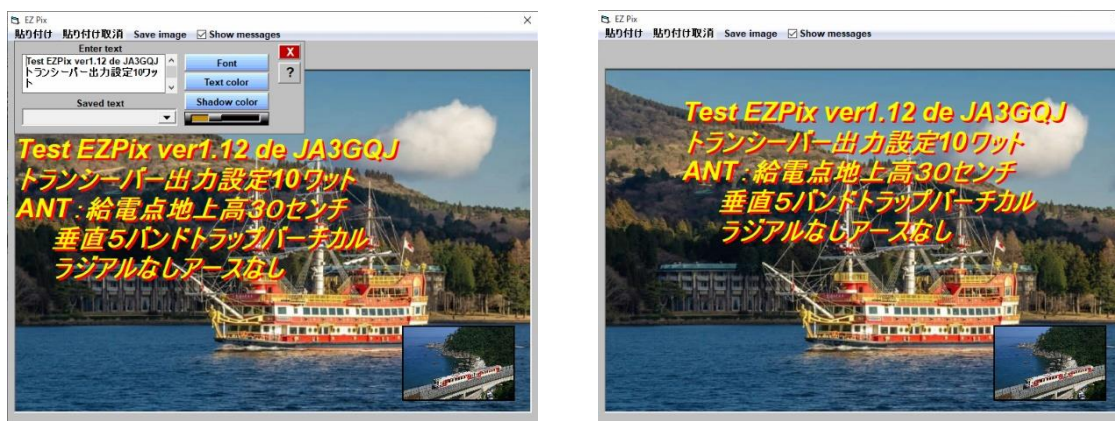 EZ Pix
貼り付け 貼り付け取消 Save image Show messages
Enter text
Test EZPix ver1.12 de JA3GQJ
トランシーバー出力設定10ワッ
ト
Font
Text color
Shadow color
X
?
Saved text
Test EZPix ver1.12 de JA3GQJ
トランシーバー出力設定10ワット
ANT：給電点地上高３０センチ
垂直５バンドトラップバーチカル
ラジアルなしアースなし
EZ Pix
貼り付け 貼り付け取消 Save image Show messages
Test EZPix ver1.12 de JA3GQJ
トランシーバー出力設定10ワット
ANT：給電点地上高３０センチ
垂直５バンドトラップバーチカル
ラジアルなしアースなし